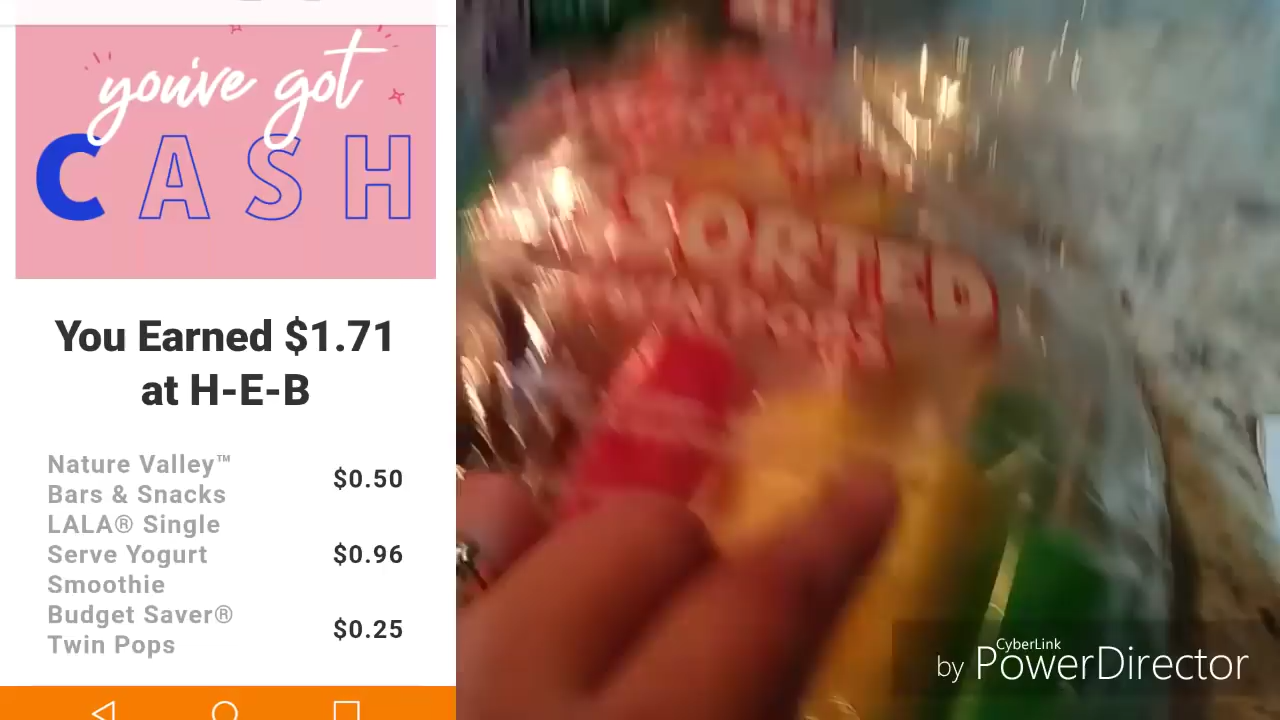 you've got
CASH
You Earned $1.71
at H-E-B
Nature Valley™
Bars & Snacks
$0.50
LALA® Single
Serve Yogurt
Smoothie
$0.96
Budget Saver®
Twin Pops
$0.25
SORTED
POPS
CyberLink
by PowerDirector